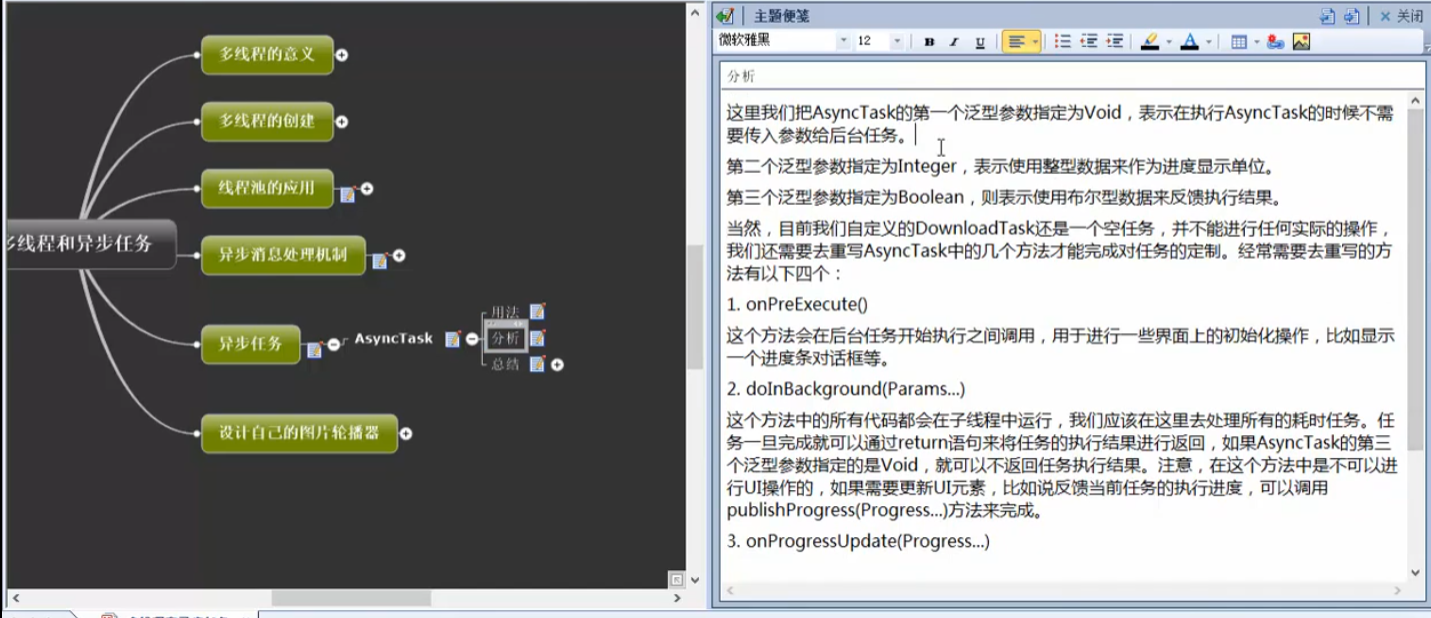 多线程的意义
多线程的创建
线程池的应用
线程和异步任务
异步消息处理机制
异步任务
AsyncTask
用法
分析
总结
设计自己的图片轮播器
主题便笺
关闭
微软雅黑
12
B I U
A
分析
这里我们把AsyncTask的第一个泛型参数指定为Void，表示在执行AsyncTask的时候不需
要传入参数给后台任务。
第二个泛型参数指定为Integer，表示使用整型数据来作为进度显示单位。
第三个泛型参数指定为Boolean，则表示使用布尔型数据来反馈执行结果。
当然，目前我们自定义的DownloadTask还是一个空任务，并不能进行任何实际的操作，
我们还需要去重写AsyncTask中的几个方法才能完成对任务的定制。经常需要去重写的方
法有以下四个：
1. onPreExecute()
这个方法会在后台任务开始执行之间调用，用于进行一些界面上的初始化操作，比如显示
一个进度条对话框等。
2. doInBackground(Params...)
这个方法中的所有代码都会在子线程中运行，我们应该在这里去处理所有的耗时任务。任
务一旦完成就可以通过return语句来将任务的执行结果进行返回，如果AsyncTask的第三
个泛型参数指定的是Void，就可以不返回任务执行结果。注意，在这个方法中是不可以进
行UI操作的，如果需要更新UI元素，比如说反馈当前任务的执行进度，可以调用
publishProgress(Progress...)方法来完成。
3. onProgressUpdate(Progress...)